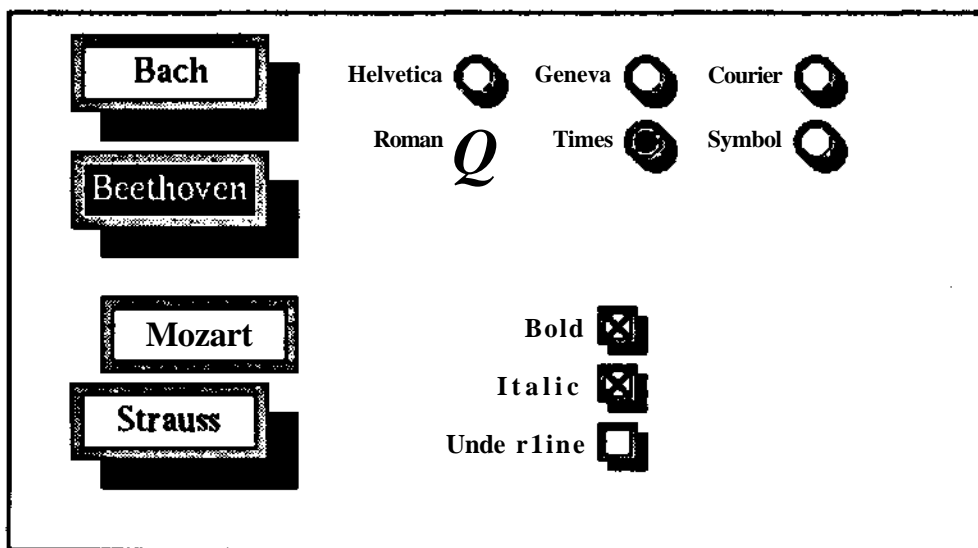 Bach
Helvetica Geneva Courier
Roman Q Times Symbol
Beethoven
Mozart
Bold
Italic
Strauss
Unde r1ine